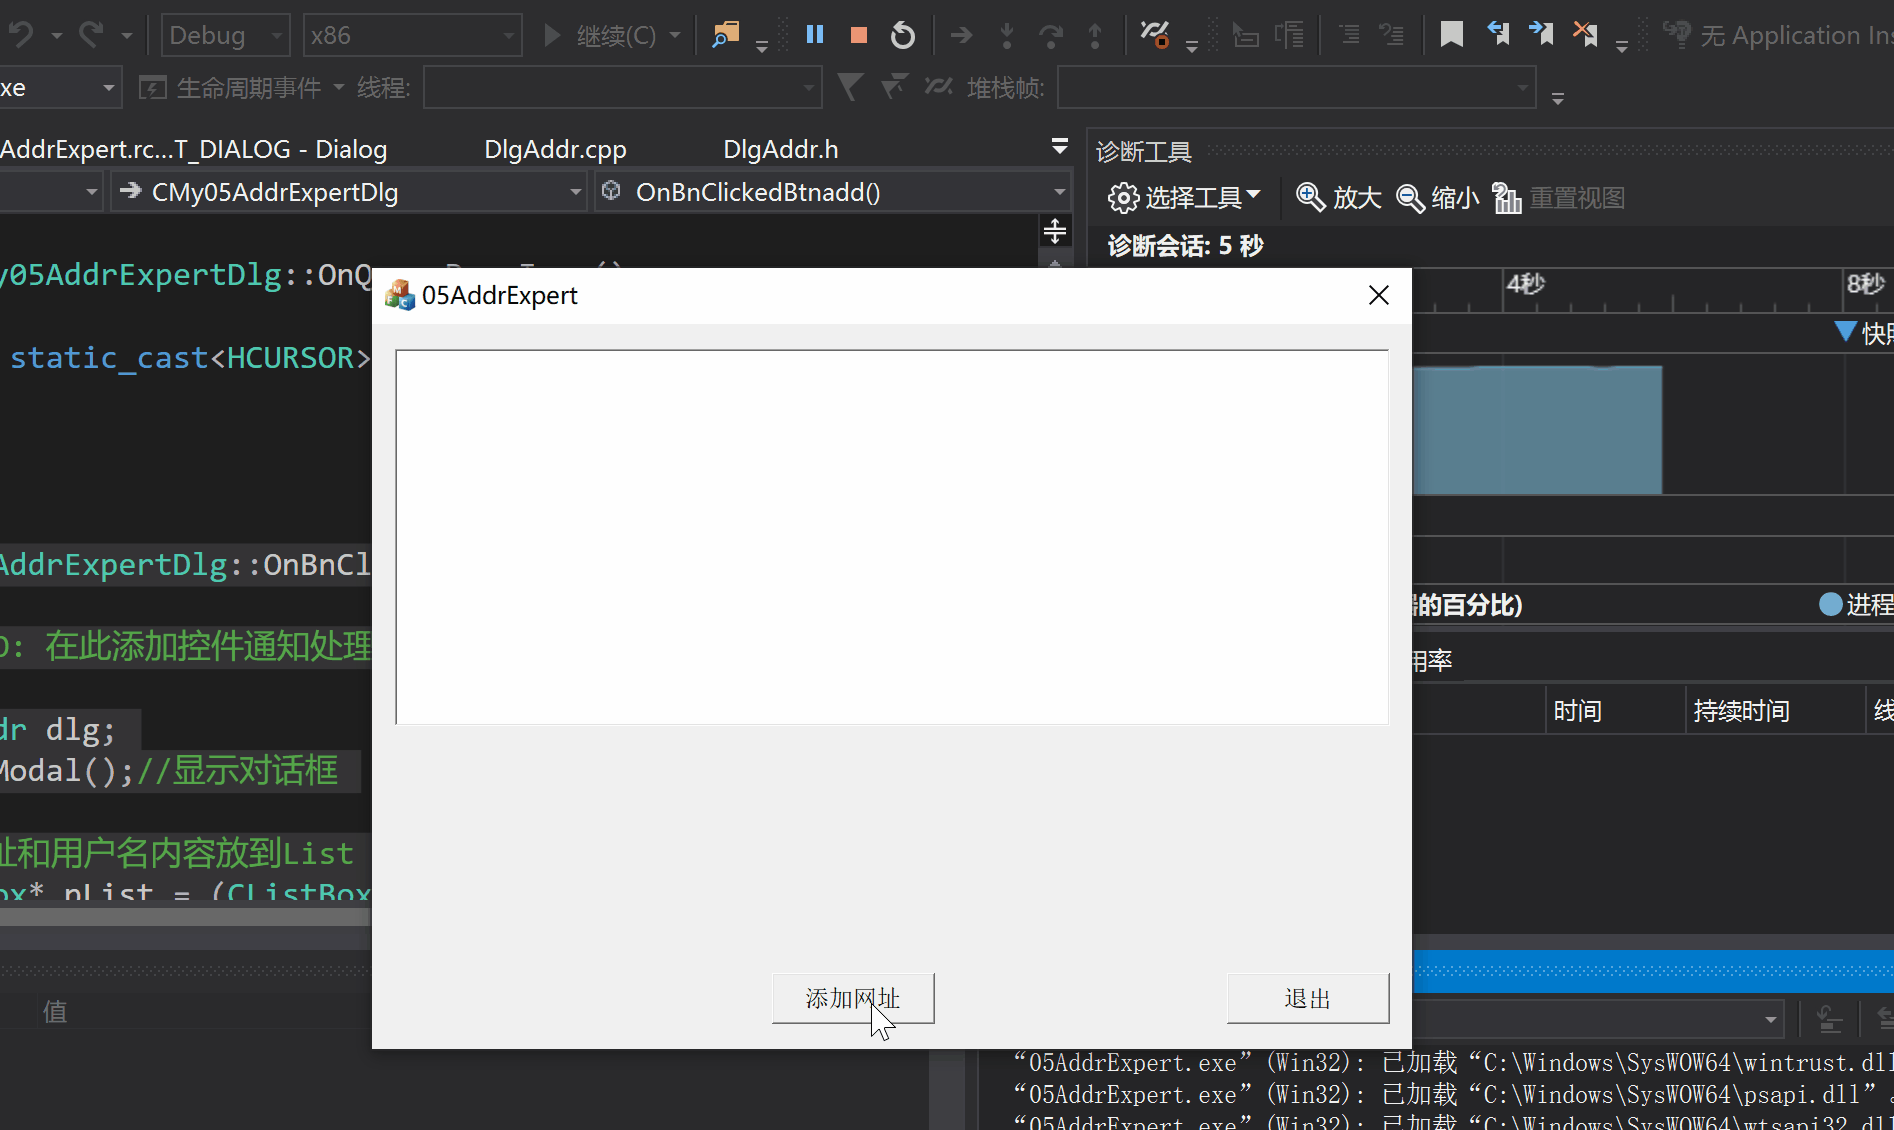 Debug x86 继续(C) 无 Application Ins
xe 生命周期事件 线程: 堆栈帧:
AddrExpert.rc...T_DIALOG - Dialog DlgAddr.cpp DlgAddr.h
CMy05AddrExpertDlg OnBnClickedBtnadd()
诊断工具
选择工具 放大 缩小 重置视图
诊断会话: 5 秒
4秒 8秒
快照
y05AddrExpertDlg::OnQ
static_cast<HCURSOR>
05AddrExpert
AddrExpertDlg::OnBnCl
的百分比) 进程
O: 在此添加控件通知处理
用率
时间 持续时间 线
dr dlg;
Modal();//显示对话框
址和用户名内容放到List
ox* pList = (CListBox
添加网址 退出
值
“05AddrExpert.exe” (Win32): 已加载 “C:\Windows\SysWOW64\wintrust.dll
“05AddrExpert.exe” (Win32): 已加载 “C:\Windows\SysWOW64\psapi.dll”。
“05AddrExpert.exe” (Win32): 已加载 “C:\Windows\SysWOW64\wtsapi32.dll